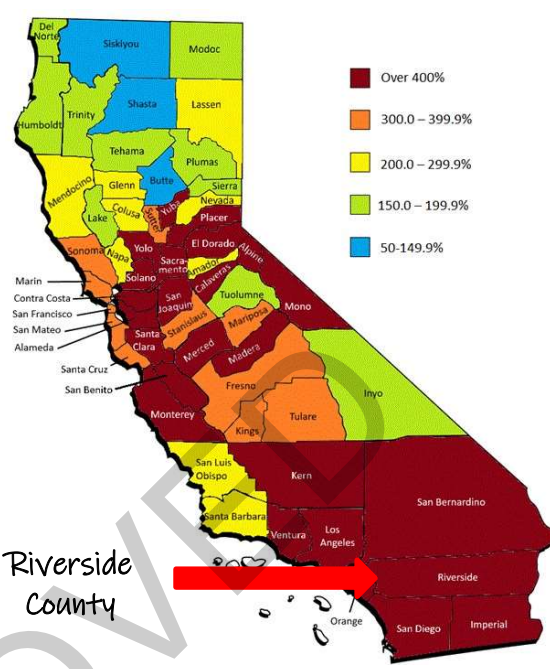 Del
Norte
Siskiyou
Modoc
Humboldt
Trinity
Shasta
Lassen
Tehama
Plumas
Mendocino
Glenn
Butte
Sierra
Lake
Colusa
Sutter
Yuba
Nevada
Placer
Sonoma
Napa
Yolo
El Dorado
Alpine
Sacra-
mento
Amador
Solano
Calaveras
Marin
Contra Costa
San Francisco
San Mateo
Alameda
San
Joaquin
Tuolumne
Mono
Stanislaus
Mariposa
Santa
Clara
Merced
Madera
Santa Cruz
San Benito
Fresno
Inyo
Monterey
Kings
Tulare
San Luis
Obispo
Kern
San Bernardino
Santa Barbara
Ventura
Los
Angeles
Riverside
Orange
San Diego
Imperial
Over 400%
300.0 – 399.9%
200.0 – 299.9%
150.0 – 199.9%
50-149.9%
Riverside
County
OVED